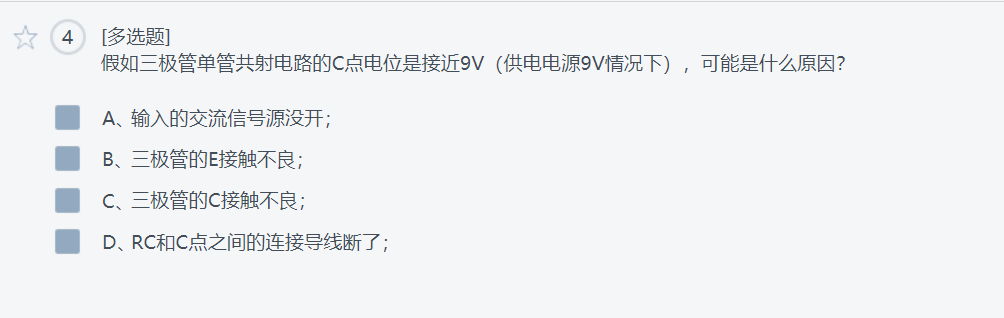 4 [多选题]
假如三极管单管共射电路的C点电位是接近9V（供电电源9V情况下），可能是什么原因？
A、输入的交流信号源没开；
B、三极管的E接触不良；
C、三极管的C接触不良；
D、RC和C点之间的连接导线断了；